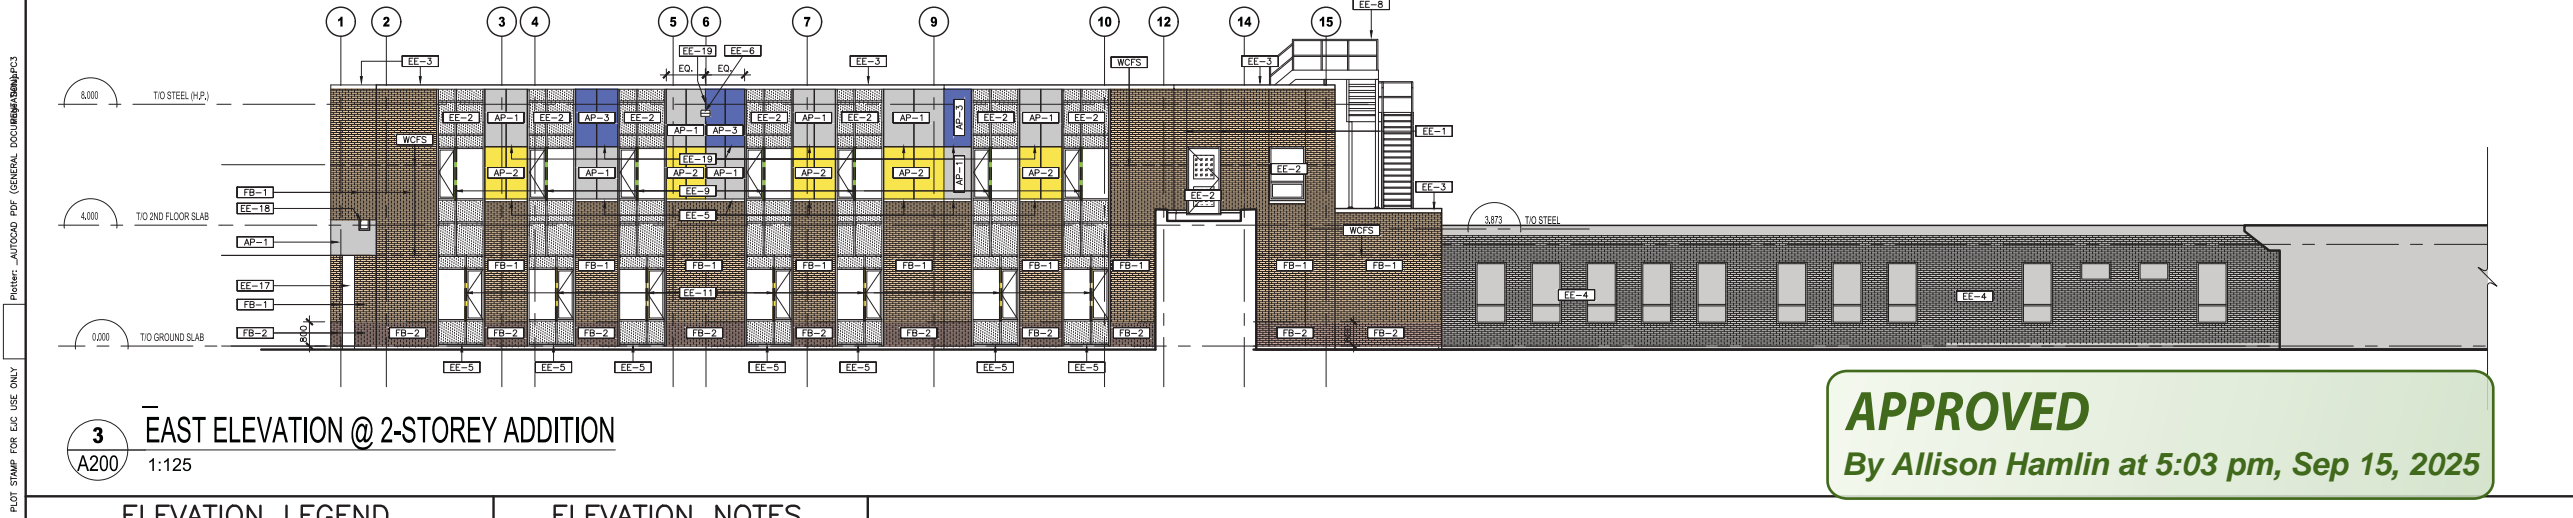 1 2 3 4 5 6 7 9 10 12 14 15
EE-8
EE-3 EE-19 EE-6 EE-3 WCFS EE-3
EQ. EQ.
8.000 T/O STEEL (H.P.)
EE-2 AP-1 EE-2 AP-3 EE-2 AP-1 AP-3 EE-2 AP-1 EE-2 AP-1 AP-3 EE-2 AP-1 EE-2
WCFS EE-1
EE-19
AP-2 AP-1 AP-2 AP-1 AP-2 AP-2 AP-1 AP-2 EE-2
FB-1 EE-9 EE-2 EE-3
EE-18
4.000 T/O 2ND FLOOR SLAB EE-5 3.873 T/O STEEL
WCFS
AP-1
FB-1 FB-1 FB-1 FB-1 FB-1 FB-1 FB-1 FB-1 FB-1
EE-17 EE-11 EE-4 EE-4
FB-1
FB-2 800 FB-2 FB-2 FB-2 FB-2 FB-2 FB-2 FB-2 FB-2 FB-2 FB-2
0.000 T/O GROUND SLAB
EE-5 EE-5 EE-5 EE-5 EE-5 EE-5 EE-5
3
A200
EAST ELEVATION @ 2-STOREY ADDITION
1:125
APPROVED
By Allison Hamlin at 5:03 pm, Sep 15, 2025
ELEVATION LEGEND
ELEVATION NOTES
PLOT STAMP FOR EJC USE ONLY
Plotter: _AUTOCAD PDF (GENERAL